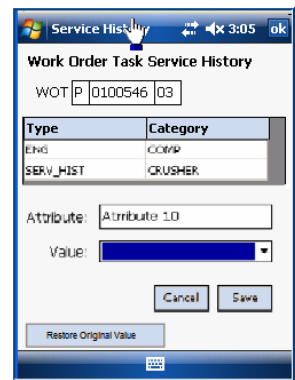 Service History 3:05 ok
Work Order Task Service History
WOT P 0100546 03
Type Category
ENG COMP
SERV_HIST CRUSHER
Attribute: Atrribute 10
Value:
Cancel Save
Restore Original Value